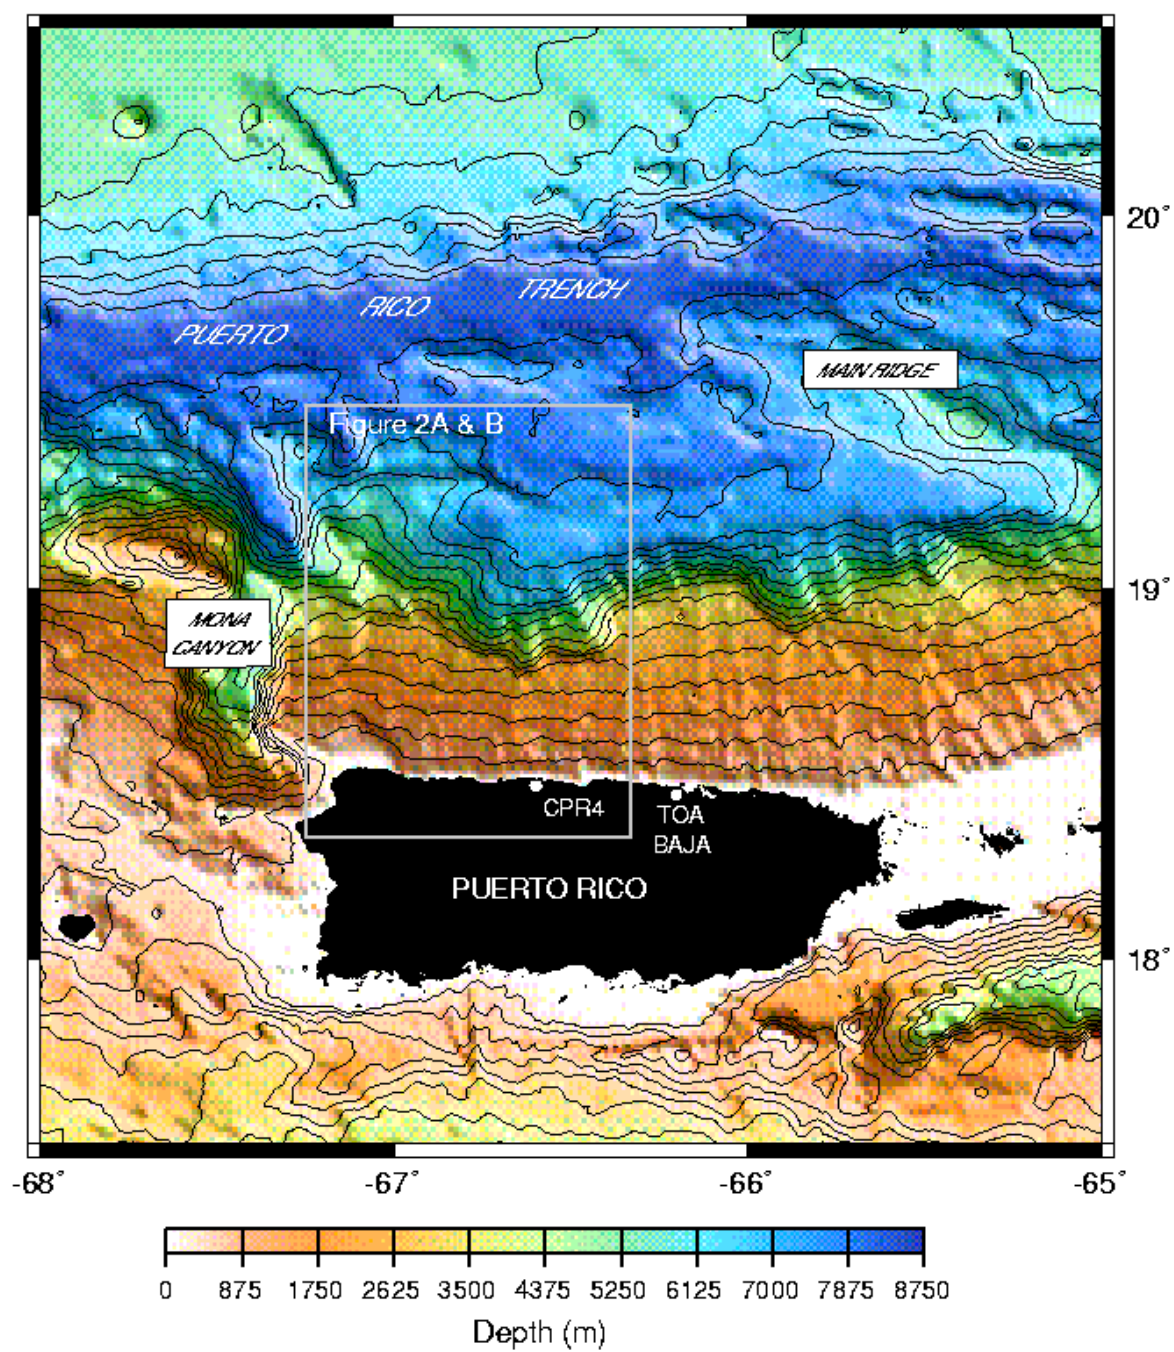 20°
PUERTO RICO TRENCH
MAIN RIDGE
Figure 2A & B
19°
MONA
CANYON
CPR4
TOA
BAJA
PUERTO RICO
18°
-68° -67° -66° -65°
0 875 1750 2625 3500 4375 5250 6125 7000 7875 8750
Depth (m)